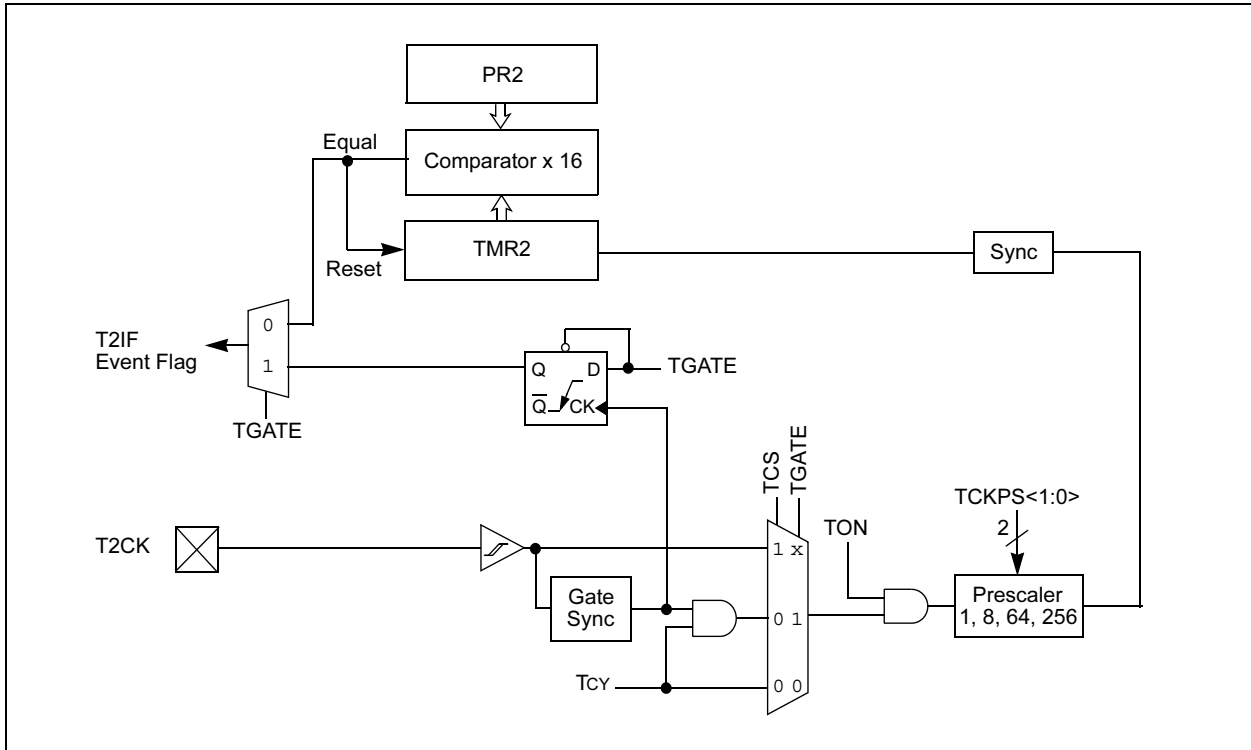 PR2
Equal
Comparator x 16
Reset
TMR2
Sync
T2IF
Event Flag
0
1
TGATE
Q D
Q CK
TGATE
TCS
TGATE
TCKPS<1:0>
2
TON
T2CK
1 x
Gate
Sync
0 1
Prescaler
1, 8, 64, 256
TCY
0 0